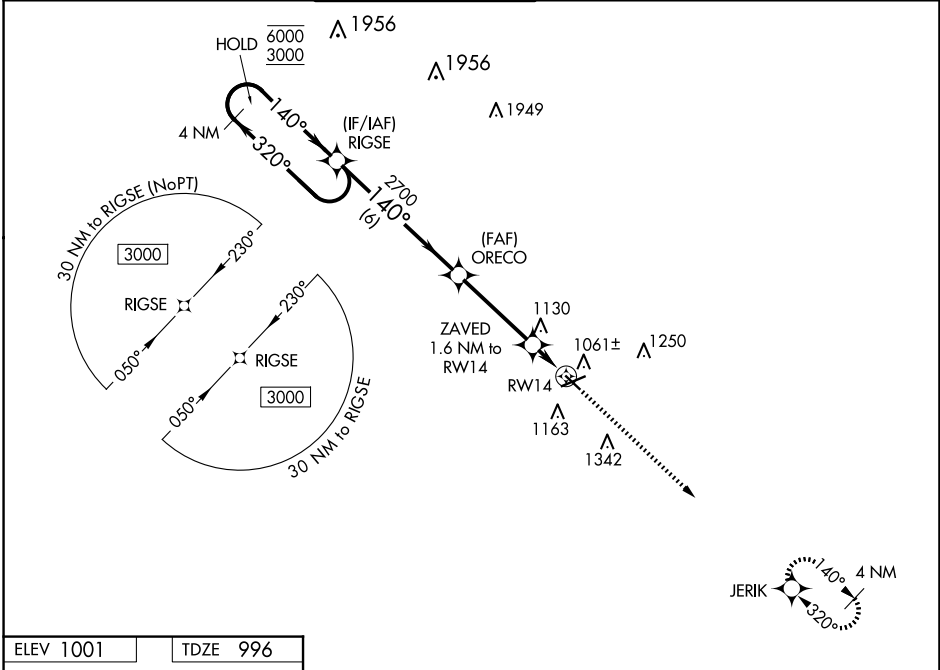 HOLD
6000
3000
1956
1956
1949
4 NM
140°
320°
(IF/IAF)
RIGSE
2700
140°
(6)
30 NM to RIGSE (NoPT)
3000
230°
RIGSE
050°
230°
RIGSE
3000
050°
30 NM to RIGSE
(FAF)
ORECO
ZAVED
1.6 NM to
RW14
1130
1061±
1250
RW14
1163
1342
JERIK
140°
4 NM
320°
ELEV 1001
TDZE 996